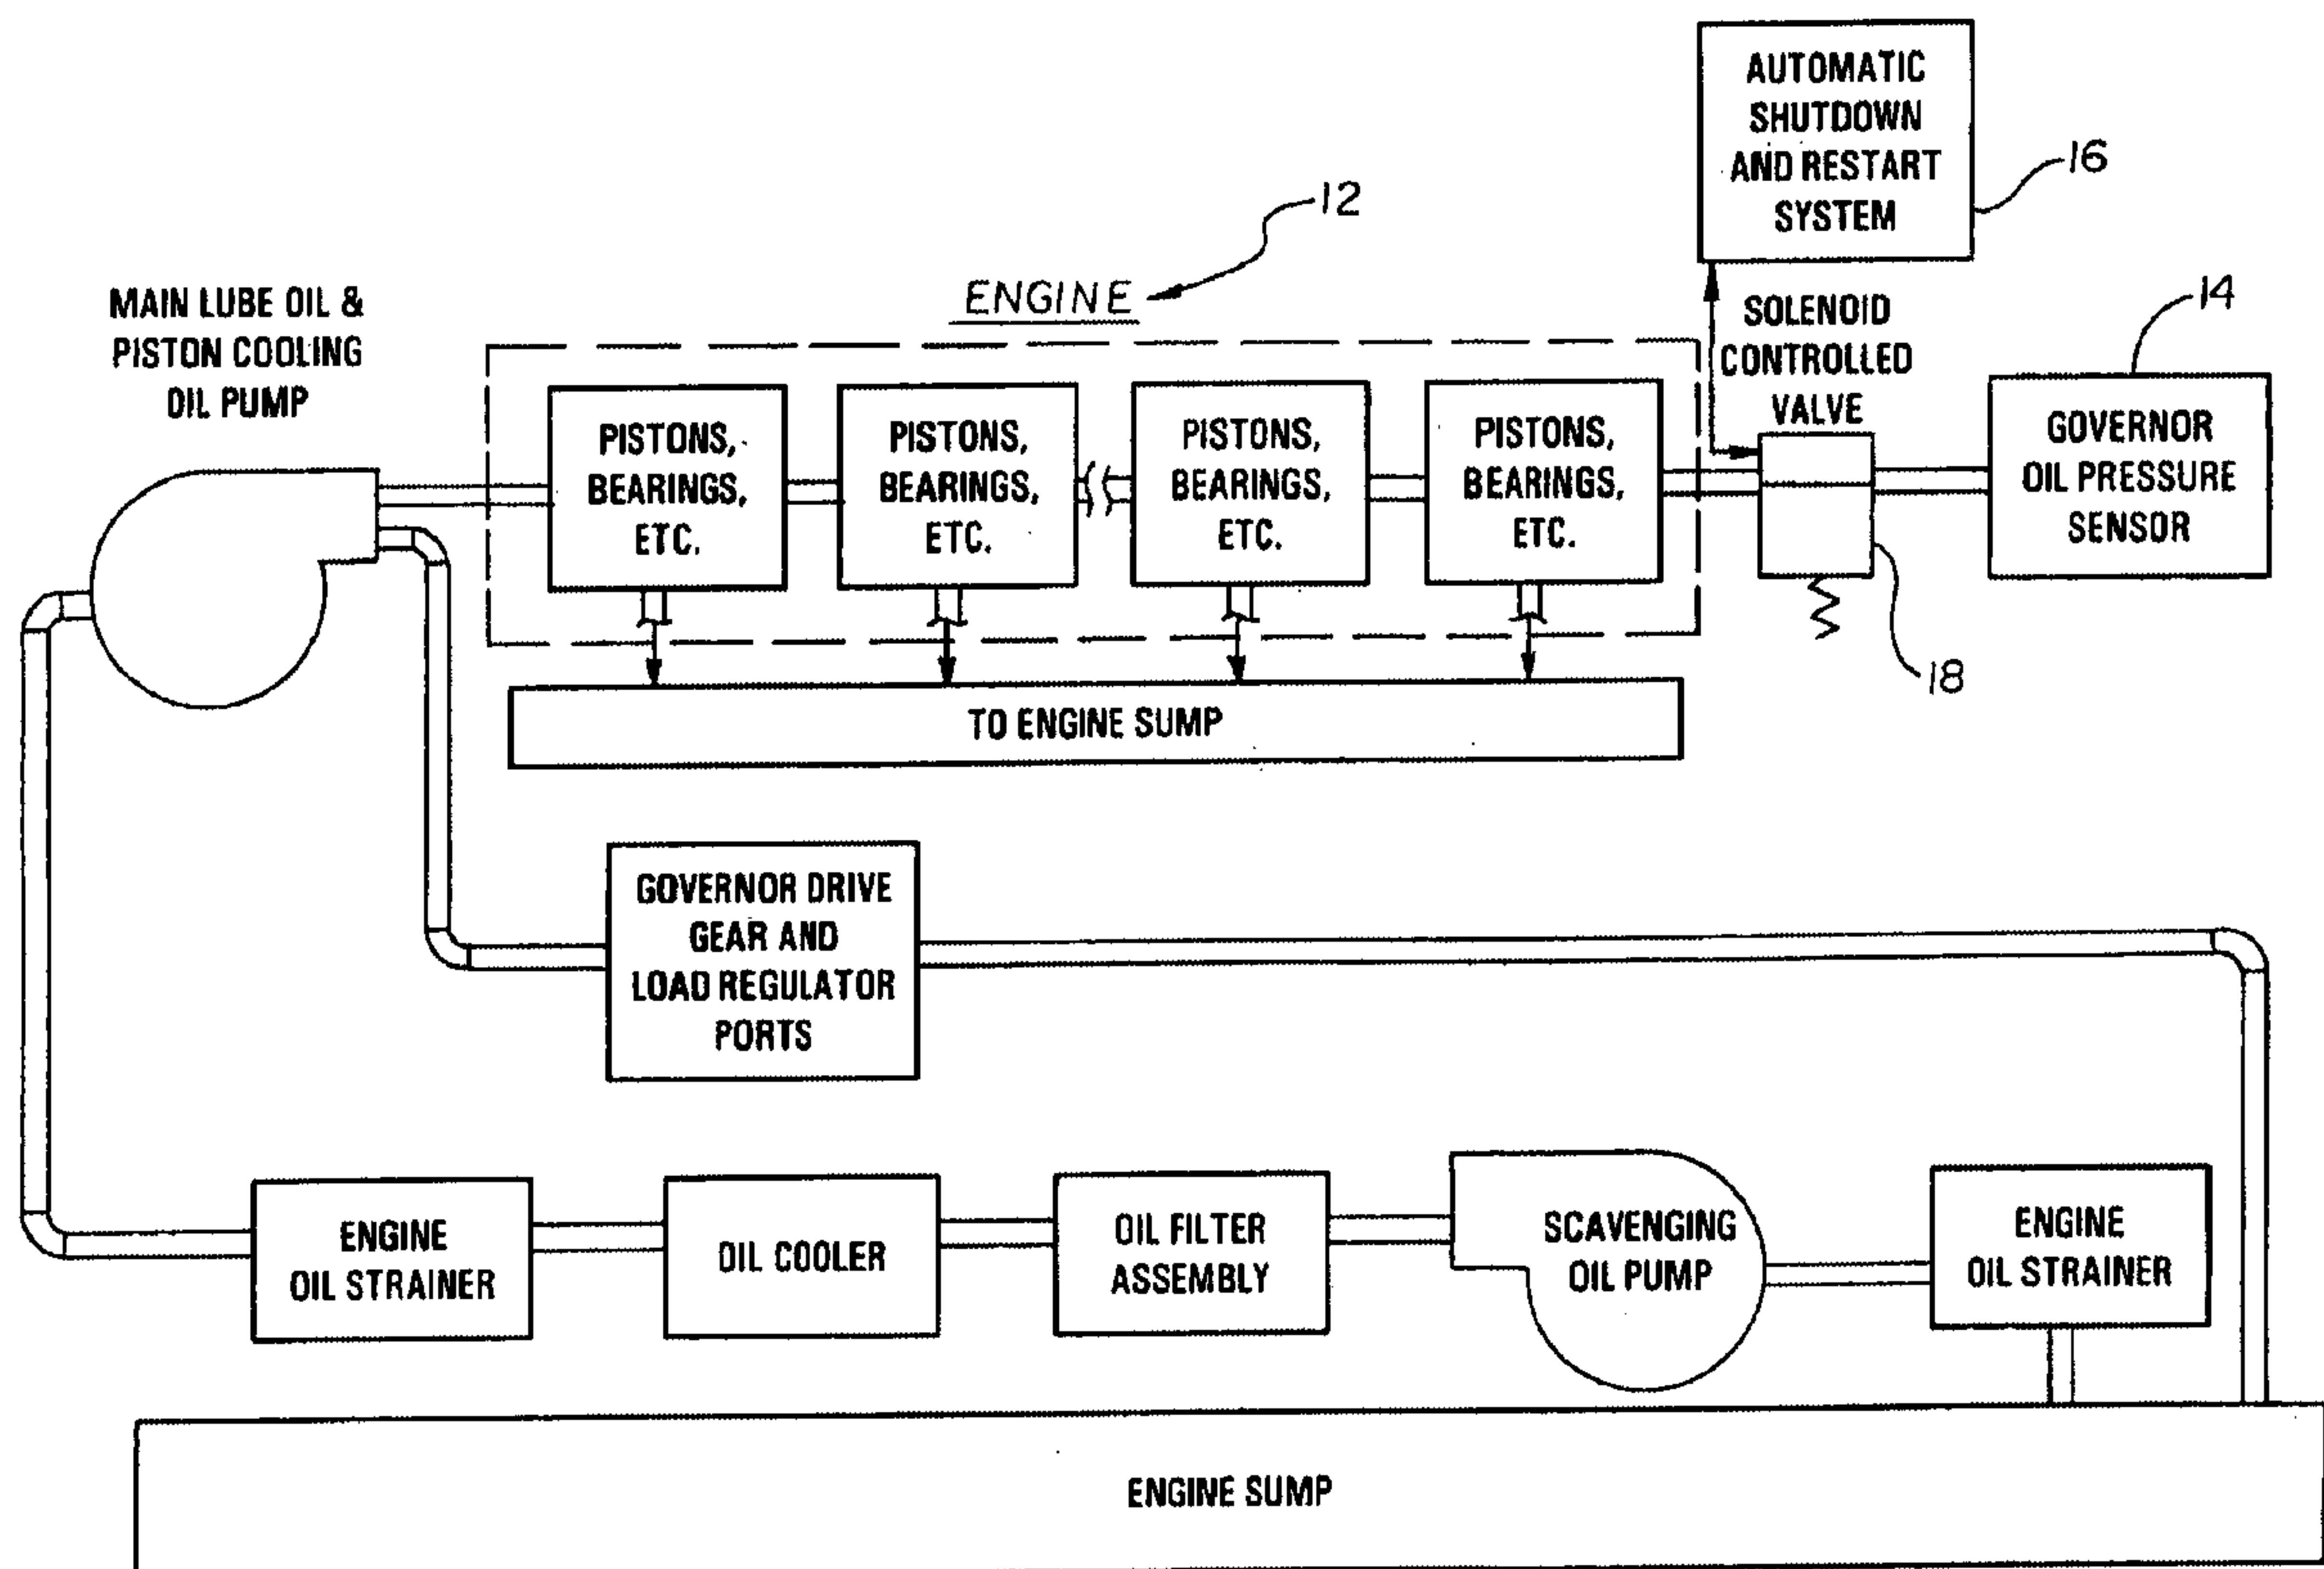 AUTOMATIC
SHUTDOWN
AND RESTART
SYSTEM
16
12
ENGINE
MAIN LUBE OIL &
PISTON COOLING
OIL PUMP
SOLENOID
CONTROLLED
VALVE
14
PISTONS,
BEARINGS,
ETC.
PISTONS,
BEARINGS,
ETC.
PISTONS,
BEARINGS,
ETC.
PISTONS,
BEARINGS,
ETC.
GOVERNOR
OIL PRESSURE
SENSOR
18
TO ENGINE SUMP
GOVERNOR DRIVE
GEAR AND
LOAD REGULATOR
PORTS
ENGINE
OIL STRAINER
OIL COOLER
OIL FILTER
ASSEMBLY
SCAVENGING
OIL PUMP
ENGINE
OIL STRAINER
ENGINE SUMP